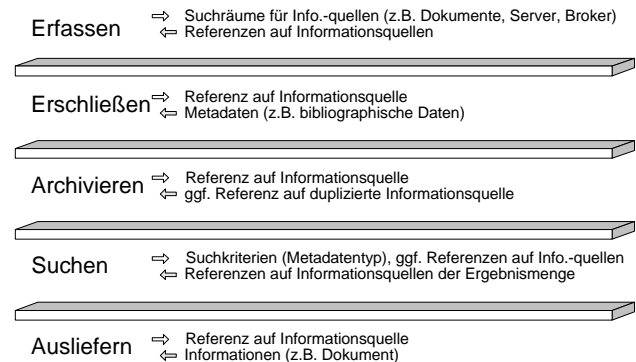 Erfassen
⇨ Suchräume für Info.-quellen (z.B. Dokumente, Server, Broker)
⇦ Referenzen auf Informationsquellen
Erschließen
⇨ Referenz auf Informationsquelle
⇦ Metadaten (z.B. bibliographische Daten)
Archivieren
⇨ Referenz auf Informationsquelle
⇦ ggf. Referenz auf duplizierte Informationsquelle
Suchen
⇨ Suchkriterien (Metadatentyp), ggf. Referenzen auf Info.-quellen
⇦ Referenzen auf Informationsquellen der Ergebnismenge
Ausliefern
⇨ Referenz auf Informationsquelle
⇦ Informationen (z.B. Dokument)